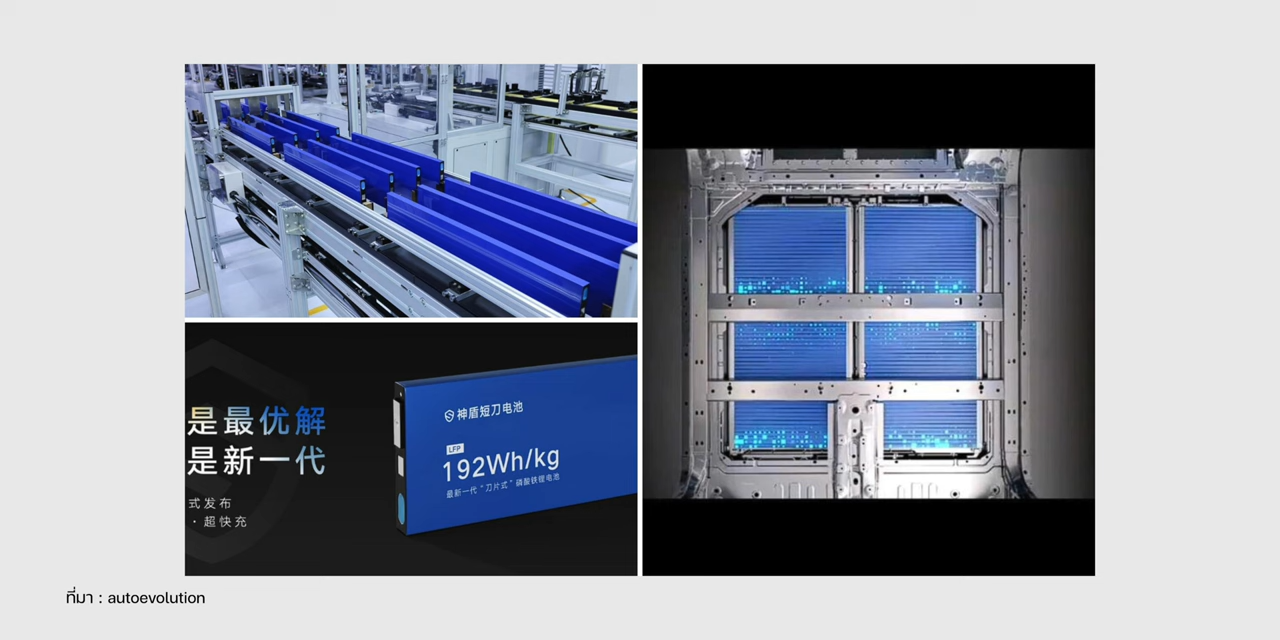 是最优解
是新一代
式发布
·超快充
神盾短刀电池
LFP
192Wh/kg
最新一代“刀片式”磷酸铁锂电池
ที่มา : autoevolution